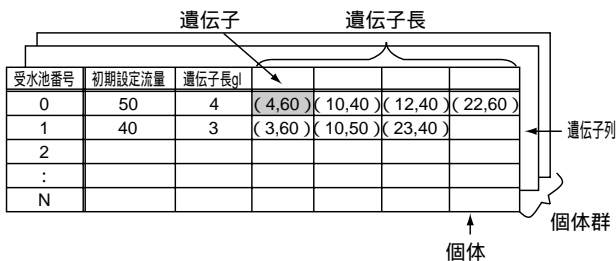 遺伝子 遺伝子長
受水池番号 初期設定流量 遺伝子長gl
0 50 4 (4,60) (10,40) (12,40) (22,60)
1 40 3 (3,60) (10,50) (23,40)
2
:
N
遺伝子列
個体群
個体